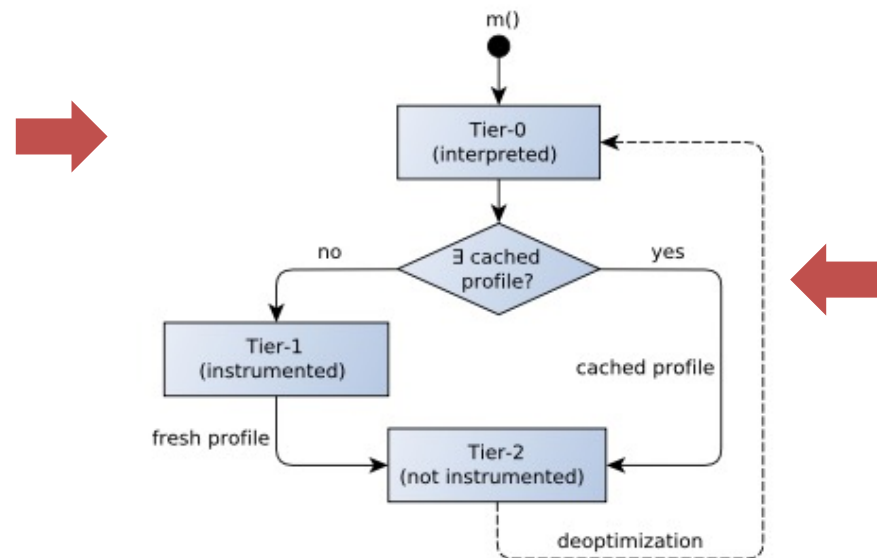 m()
Tier-0
(interpreted)
no
∃ cached
profile?
yes
Tier-1
(instrumented)
cached profile
fresh profile
Tier-2
(not instrumented)
deoptimization